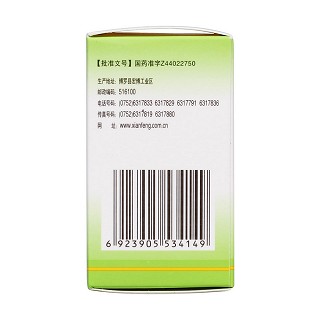 【批准文号】国药准字Z44022750
生产地址: 博罗县宏博工业区
邮政编码: 516100
电话号码: (0752)6317833 6317829 6317791 6317836
传真号码: (0752)6317819 6317880
网 址: www.xianfeng.com.cn
6 923905 534149